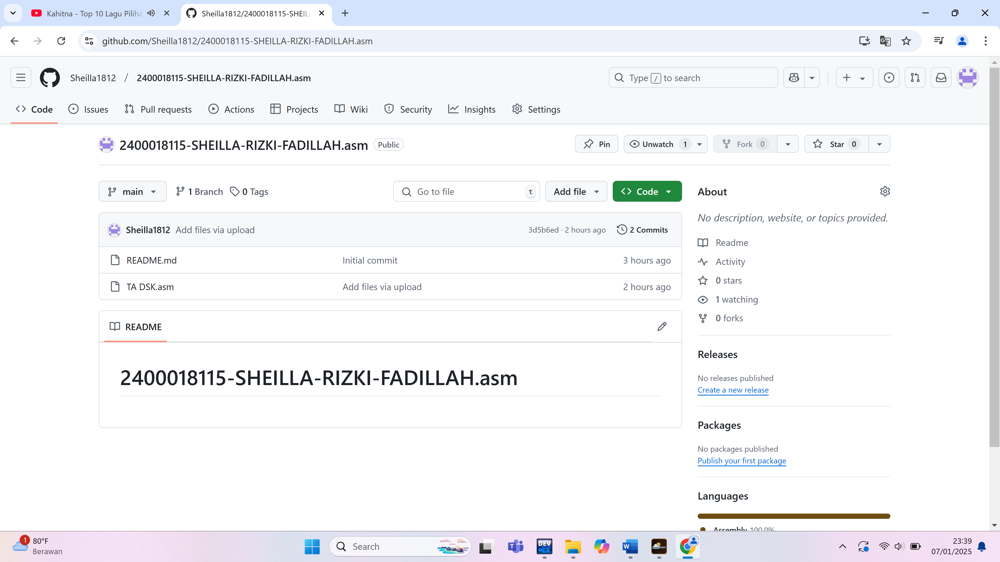 Kahitna - Top 10 Lagu Piliha
Sheilla1812/2400018115-SHEILL
github.com/Sheilla1812/2400018115-SHEILLA-RIZKI-FADILLAH.asm
Sheilla1812 / 2400018115-SHEILLA-RIZKI-FADILLAH.asm
Type / to search
Code Issues Pull requests Actions Projects Wiki Security Insights Settings
2400018115-SHEILLA-RIZKI-FADILLAH.asm Public
Pin Unwatch 1 Fork 0 Star 0
main 1 Branch 0 Tags Go to file t Add file Code
Sheilla1812 Add files via upload 3d5b6ed · 2 hours ago 2 Commits
README.md Initial commit 3 hours ago
TA DSK.asm Add files via upload 2 hours ago
README
2400018115-SHEILLA-RIZKI-FADILLAH.asm
About
No description, website, or topics provided.
Readme
Activity
0 stars
1 watching
0 forks
Releases
No releases published
Create a new release
Packages
No packages published
Publish your first package
Languages
Assembly 100.0%
1
80°F
Berawan
Search
T
DEV
C++
W
zero
23:39
07/01/2025